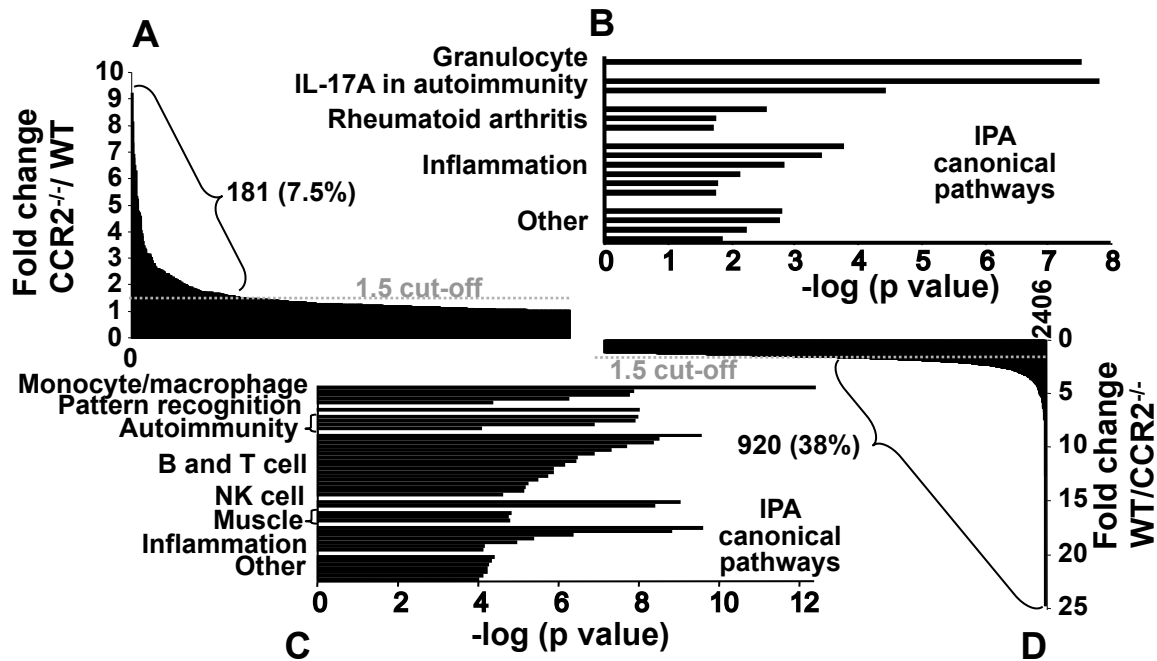 A
Fold change
CCR2-/-/ WT
10
9
8
7
6
5
4
3
2
1
0
0
181 (7.5%)
1.5 cut-off
B
Granulocyte
IL-17A in autoimmunity
Rheumatoid arthritis
Inflammation
Other
IPA
canonical
pathways
0
1
2
3
4
5
6
7
8
-log (p value)
2406
C
Monocyte/macrophage
Pattern recognition
Autoimmunity
B and T cell
NK cell
Muscle
Inflammation
Other
IPA
canonical
pathways
0
2
4
6
8
10
12
-log (p value)
D
1.5 cut-off
920 (38%)
0
5
10
15
20
25
Fold change
WT/CCR2-/-